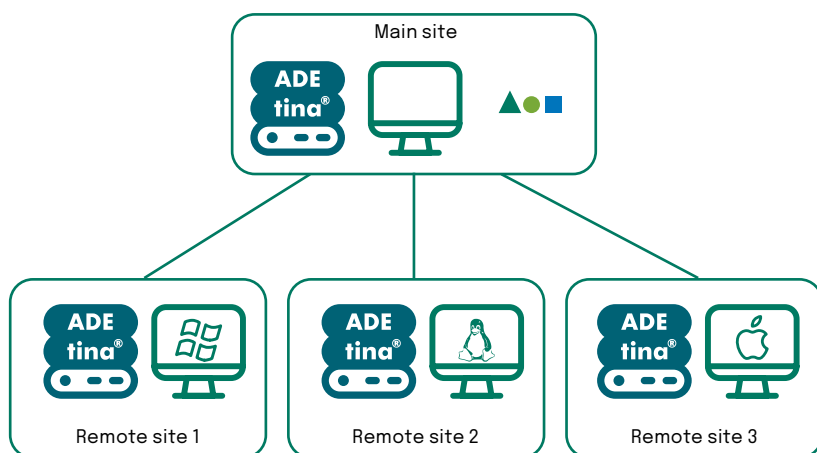 Main site
ADE
tina®
ADE
tina®
ADE
tina®
ADE
tina®
Remote site 1
Remote site 2
Remote site 3